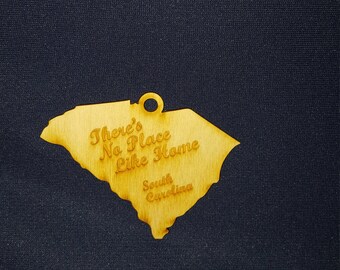 There's
No Place
Like Home
South
Carolina